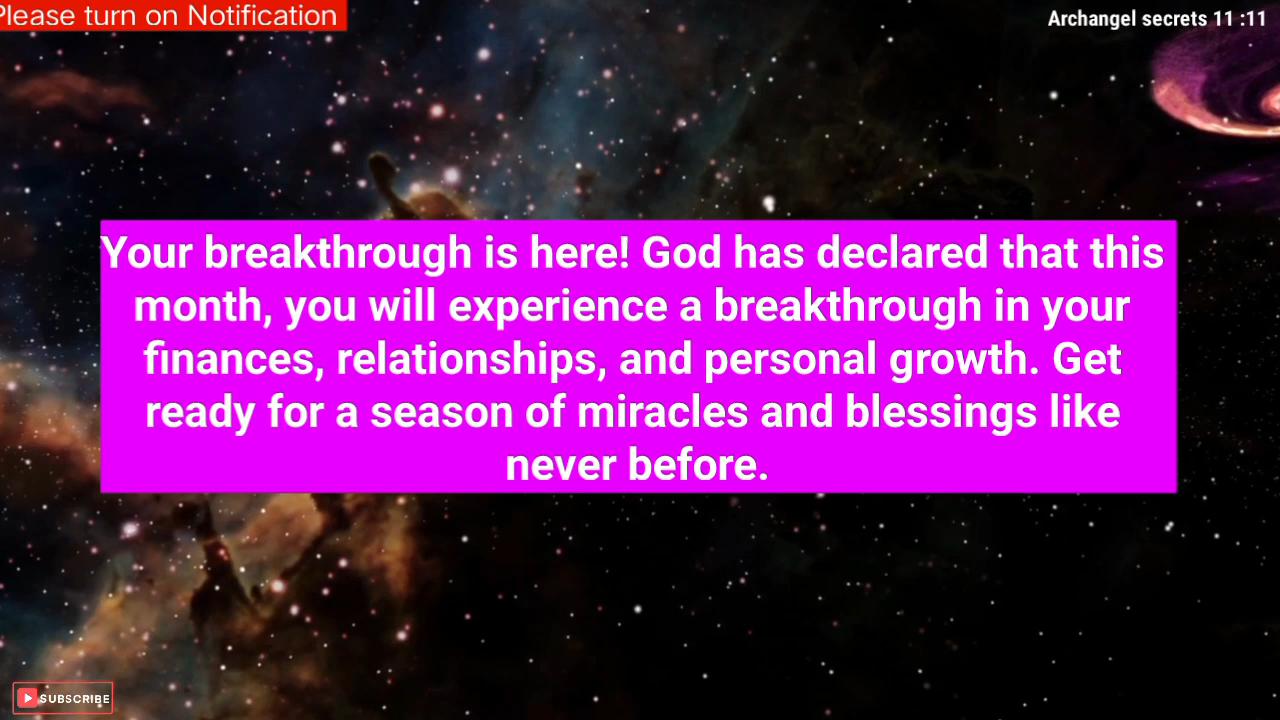 Please turn on Notification
Archangel secrets 11 :11
Your breakthrough is here! God has declared that this
month, you will experience a breakthrough in your
finances, relationships, and personal growth. Get
ready for a season of miracles and blessings like
never before.
SUBSCRIBE